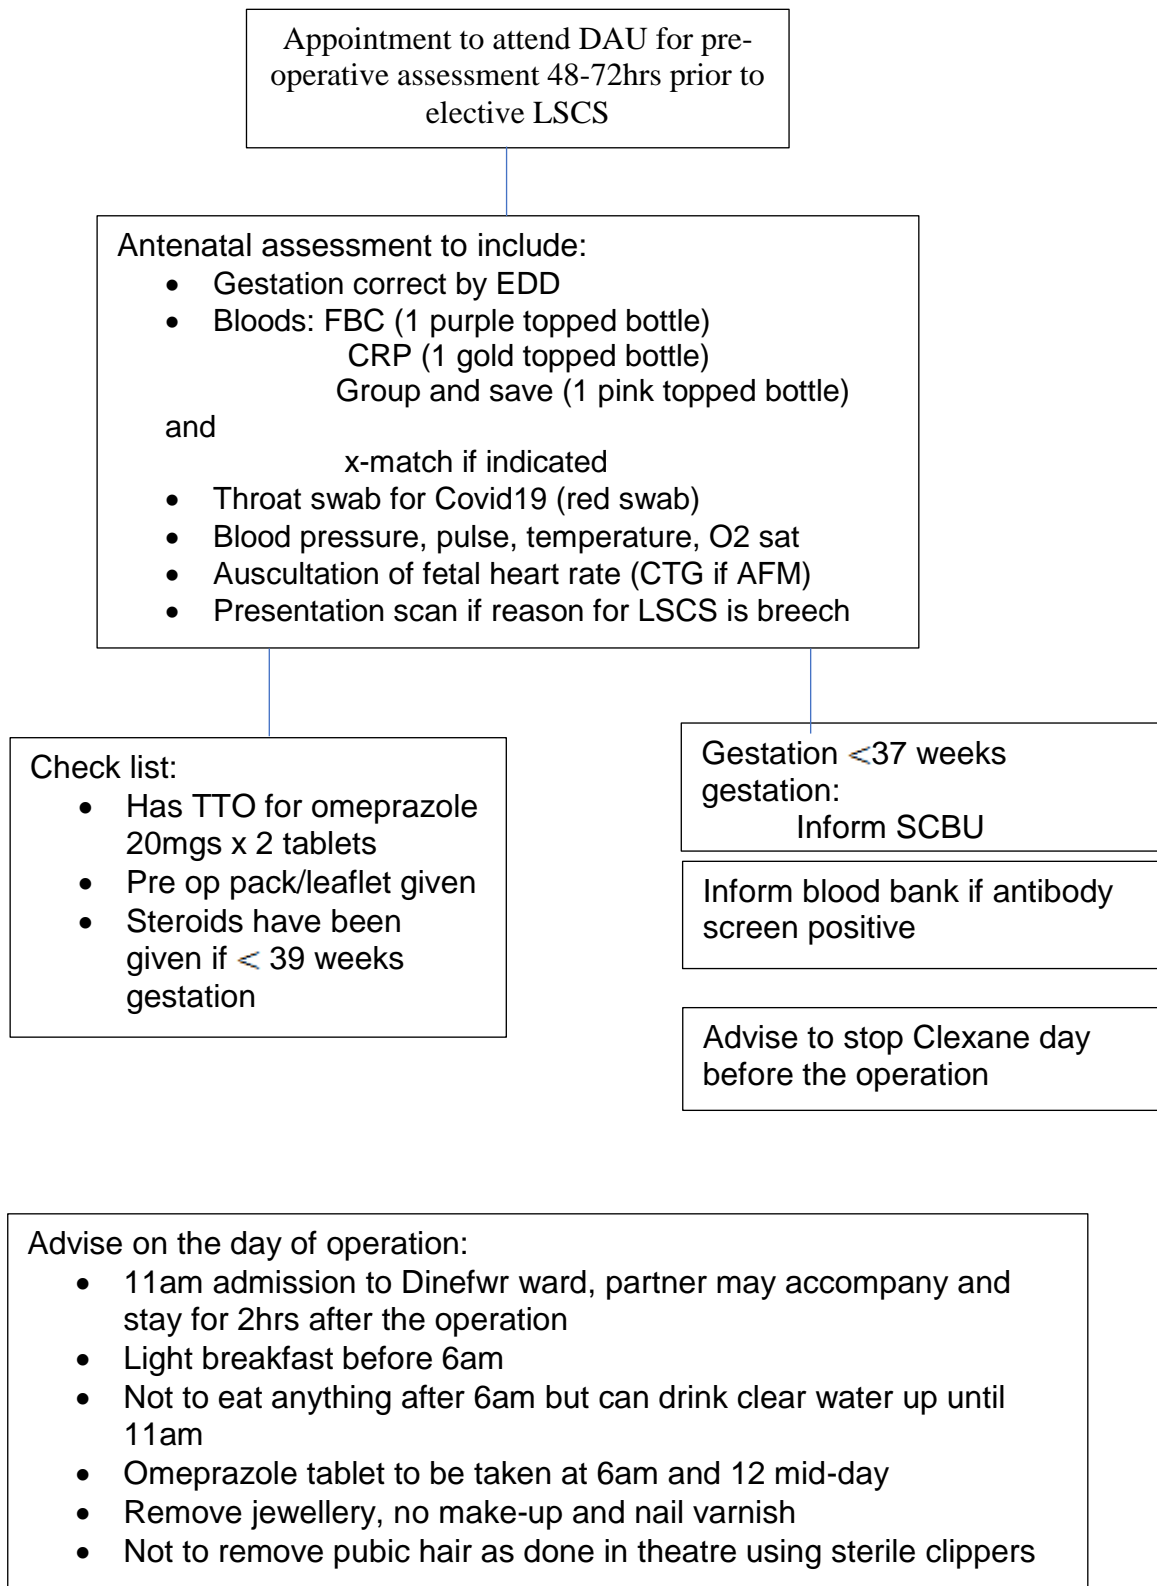 Appointment to attend DAU for pre-
operative assessment 48-72hrs prior to
elective LSCS
Antenatal assessment to include:
• Gestation correct by EDD
• Bloods: FBC (1 purple topped bottle)
CRP (1 gold topped bottle)
Group and save (1 pink topped bottle)
and
x-match if indicated
• Throat swab for Covid19 (red swab)
• Blood pressure, pulse, temperature, O2 sat
• Auscultation of fetal heart rate (CTG if AFM)
• Presentation scan if reason for LSCS is breech
Check list:
• Has TTO for omeprazole
20mgs x 2 tablets
• Pre op pack/leaflet given
• Steroids have been
given if < 39 weeks
gestation
Gestation <37 weeks
gestation:
Inform SCBU
Inform blood bank if antibody
screen positive
Advise to stop Clexane day
before the operation
Advise on the day of operation:
• 11am admission to Dinefwr ward, partner may accompany and
stay for 2hrs after the operation
• Light breakfast before 6am
• Not to eat anything after 6am but can drink clear water up until
11am
• Omeprazole tablet to be taken at 6am and 12 mid-day
• Remove jewellery, no make-up and nail varnish
• Not to remove pubic hair as done in theatre using sterile clippers